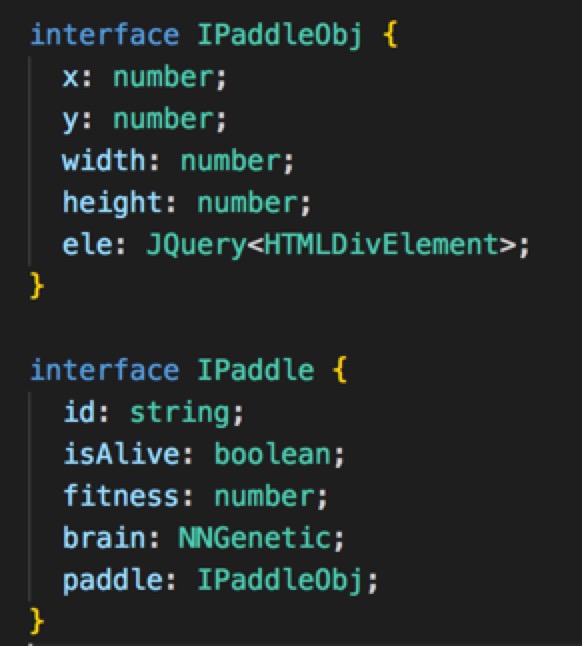 interface IPaddleObj {
x: number;
y: number;
width: number;
height: number;
ele: JQuery<HTMLDivElement>;
}
interface IPaddle {
id: string;
isAlive: boolean;
fitness: number;
brain: NNGenetic;
paddle: IPaddleObj;
}